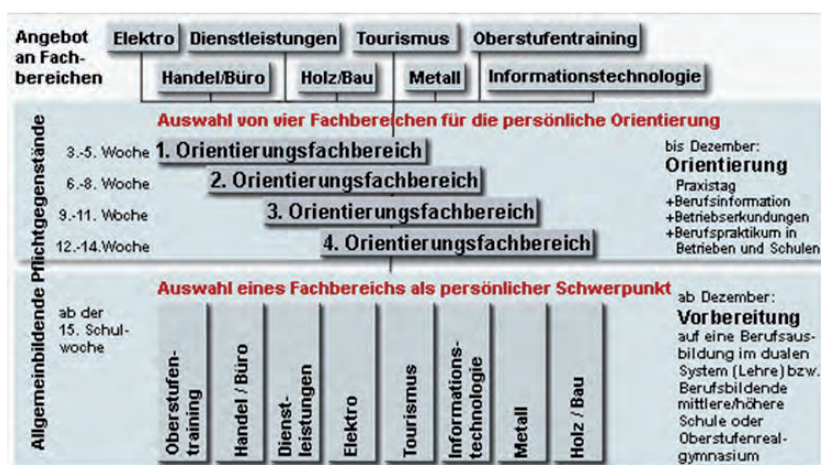 Angebot
an Fach-
bereichen
Elektro
Dienstleistungen
Tourismus
Oberstufentraining
Handel/Büro
Holz/Bau
Metall
Informationstechnologie
Allgemeinbildende Pflichtgegenstände
Auswahl von vier Fachbereichen für die persönliche Orientierung
3.-5. Woche
1. Orientierungsfachbereich
6.-8. Woche
2. Orientierungsfachbereich
9.-11. Woche
3. Orientierungsfachbereich
12.-14.Woche
4. Orientierungsfachbereich
bis Dezember:
Orientierung
Praxistag
+Berufsinformation
+Betriebserkundungen
+Berufspraktikum in
Betrieben und Schulen
Auswahl eines Fachbereichs als persönlicher Schwerpunkt
ab der
15. Schul-
woche
Oberstufen-
training
Handel / Büro
Dienst-
leistungen
Elektro
Tourismus
Informations-
technologie
Metall
Holz / Bau
ab Dezember:
Vorbereitung
auf eine Berufsaus-
bildung im dualen
System (Lehre) bzw.
Berufsbildende
mittlere/höhere
Schule oder
Oberstufenreal-
gymnasium